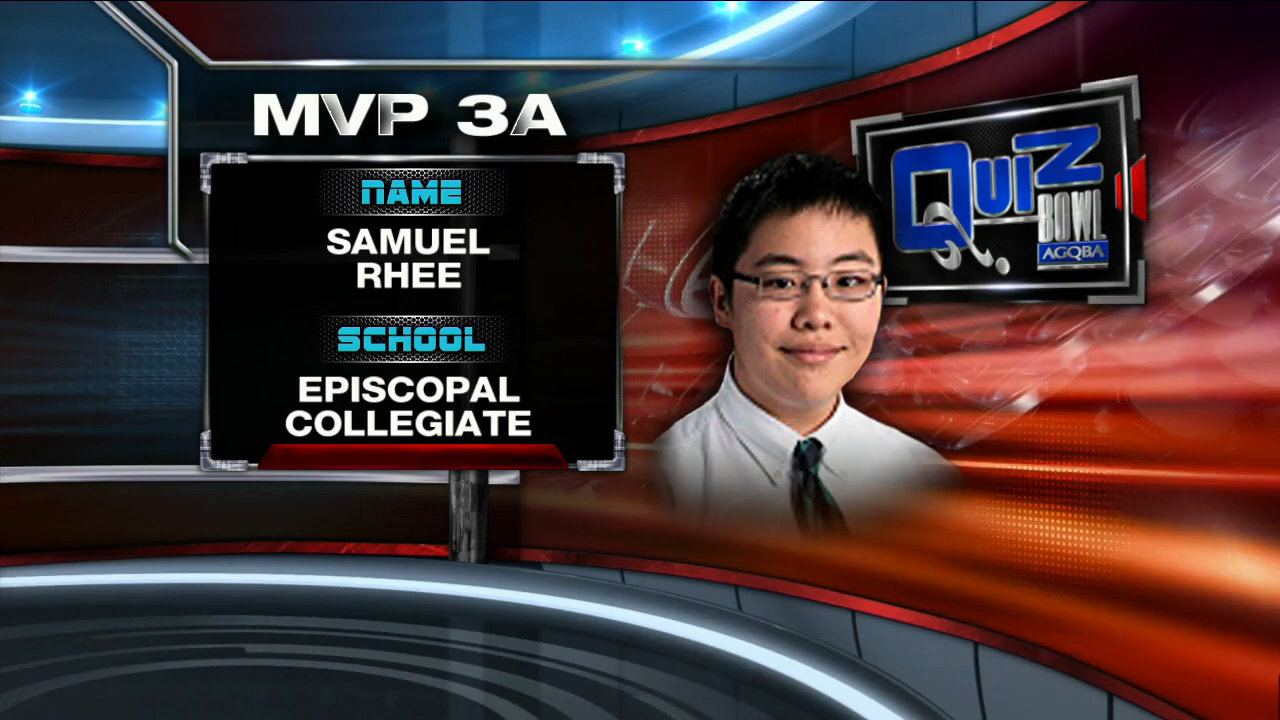 MVP 3A
NAME
SAMUEL
RHEE
SCHOOL
EPISCOPAL
COLLEGIATE
QUIZ
BOWL
AGQBA